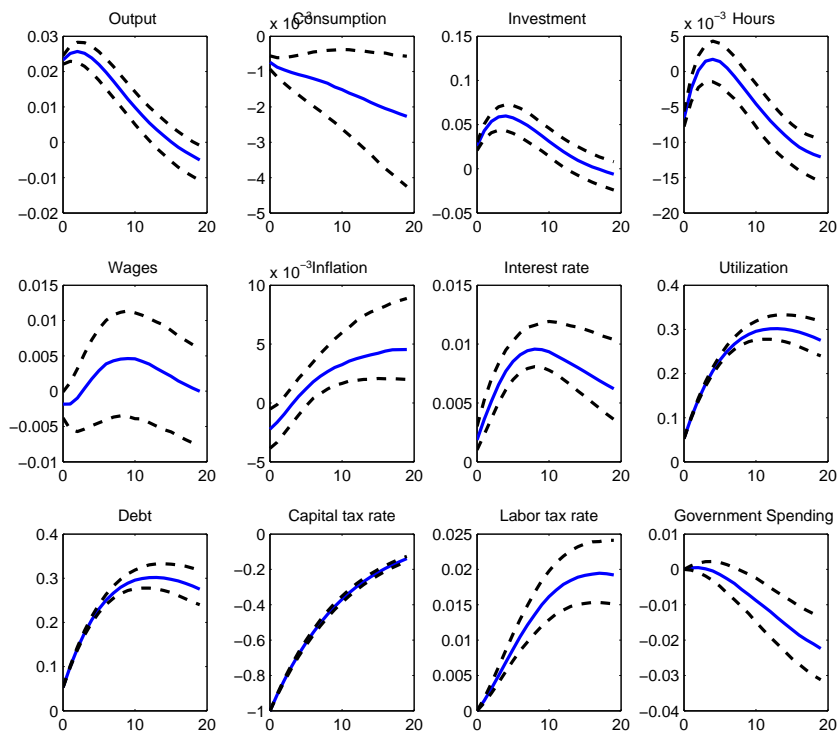 Output
0.03
0.02
0.01
0
−0.01
−0.02
0 10 20
Consumption
x 10−3
0
−1
−2
−3
−4
−5
0 10 20
Investment
0.15
0.1
0.05
0
−0.05
0 10 20
Hours
x 10−3
5
0
−5
−10
−15
−20
0 10 20
Wages
0.015
0.01
0.005
0
−0.005
−0.01
0 10 20
Inflation
x 10−3
10
5
0
−5
0 10 20
Interest rate
0.015
0.01
0.005
0
0 10 20
Utilization
0.4
0.3
0.2
0.1
0
0 10 20
Debt
0.4
0.3
0.2
0.1
0
0 10 20
Capital tax rate
0
−0.2
−0.4
−0.6
−0.8
−1
0 10 20
Labor tax rate
0.025
0.02
0.015
0.01
0.005
0
0 10 20
Government Spending
0.01
0
−0.01
−0.02
−0.03
−0.04
0 10 20